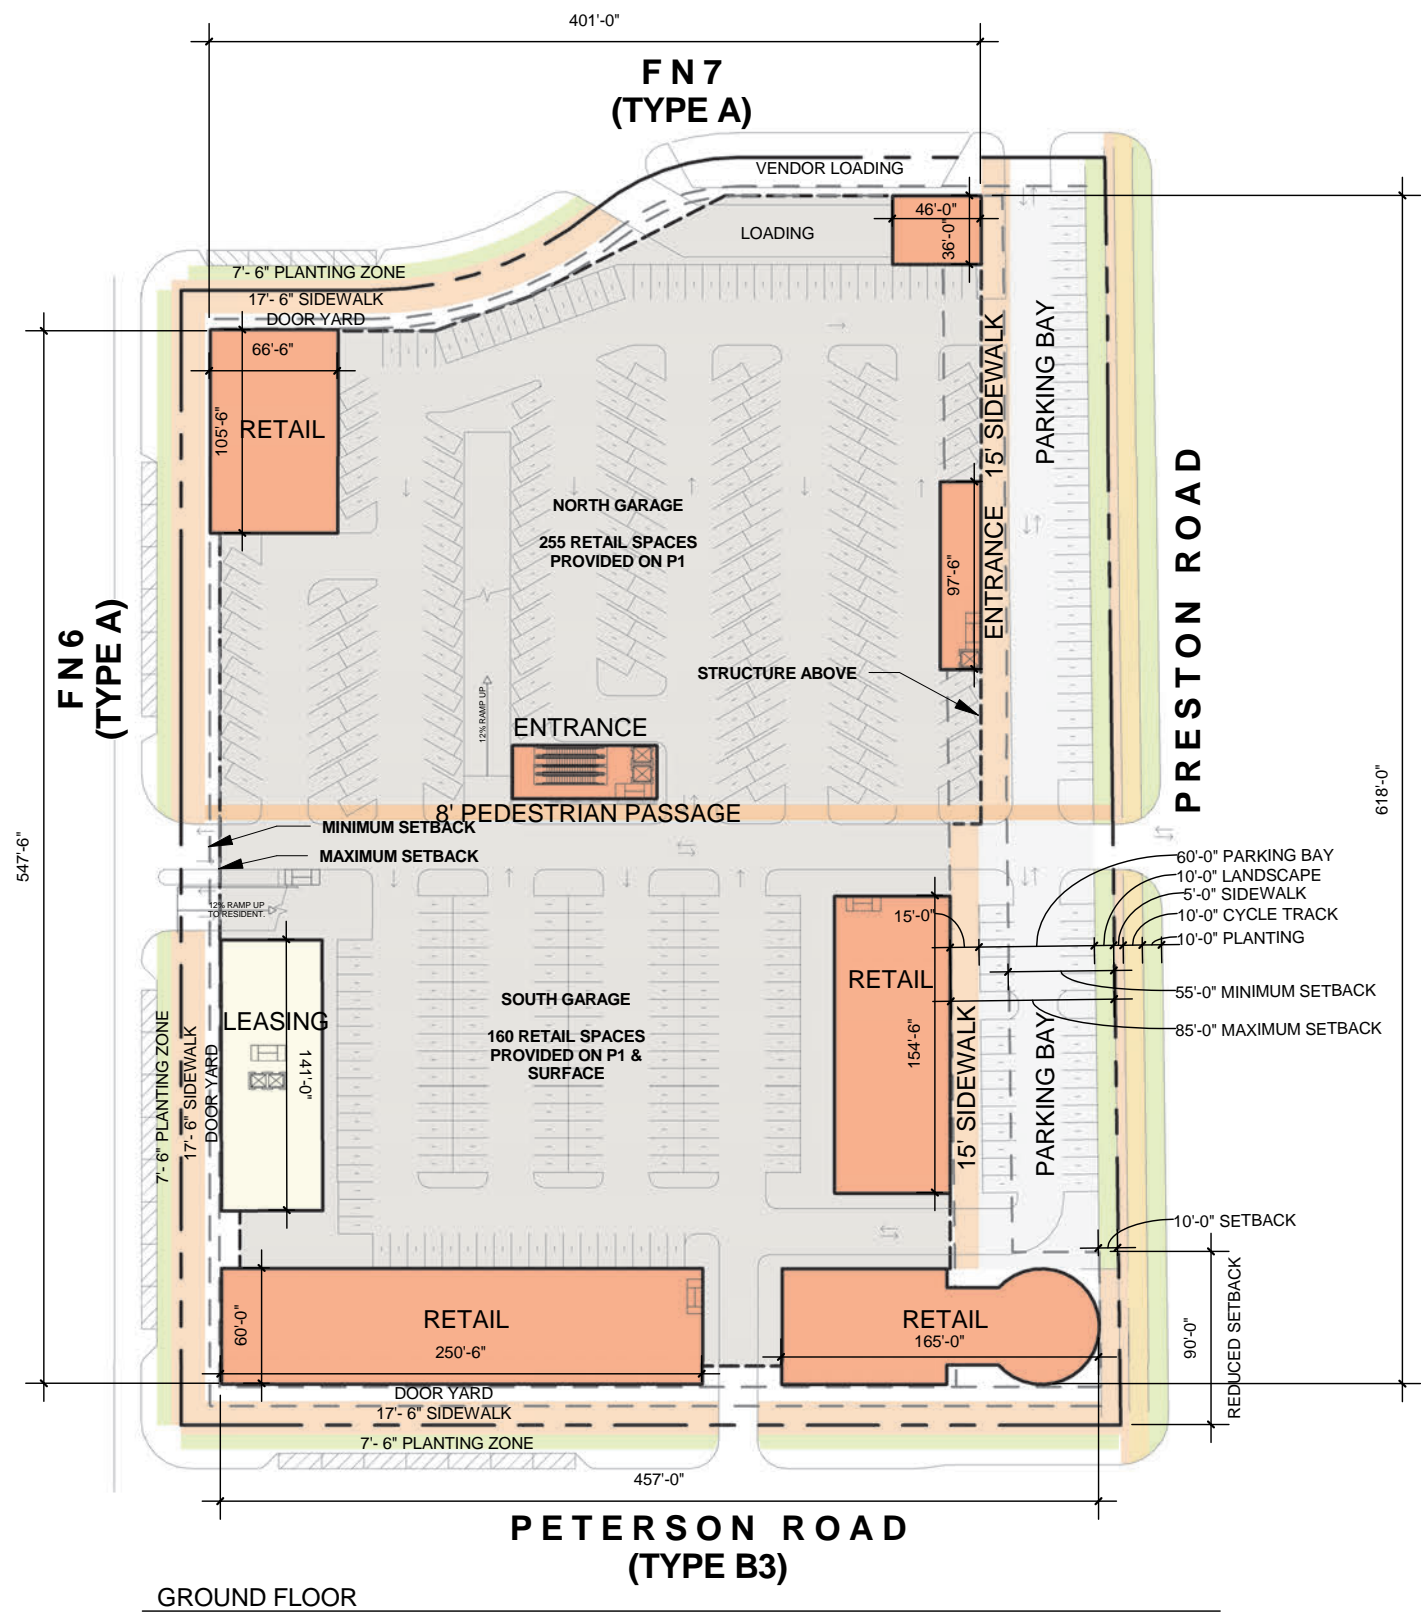 401'-0"
F N 7
(TYPE A)
VENDOR LOADING
46'-0"
36'-0"
LOADING
7'- 6" PLANTING ZONE
17'- 6" SIDEWALK
DOOR YARD
66'-6"
105'-6"
RETAIL
15' SIDEWALK
PARKING BAY
NORTH GARAGE
255 RETAIL SPACES
PROVIDED ON P1
97'-6"
ENTRANCE
PRESTON ROAD
F N 6
(TYPE A)
STRUCTURE ABOVE
12% RAMP UP
ENTRANCE
8' PEDESTRIAN PASSAGE
618'-0"
547'-6"
MINIMUM SETBACK
MAXIMUM SETBACK
60'-0" PARKING BAY
10'-0" LANDSCAPE
5'-0" SIDEWALK
10'-0" CYCLE TRACK
10'-0" PLANTING
12% RAMP UP
TO RESIDENT.
15'-0"
RETAIL
154'-6"
55'-0" MINIMUM SETBACK
85'-0" MAXIMUM SETBACK
SOUTH GARAGE
160 RETAIL SPACES
PROVIDED ON P1 &
SURFACE
LEASING
141'-0"
7'- 6" PLANTING ZONE
17'- 6" SIDEWALK
DOOR YARD
15' SIDEWALK
PARKING BAY
10'-0" SETBACK
60'-0"
RETAIL
250'-6"
RETAIL
165'-0"
90'-0"
REDUCED SETBACK
DOOR YARD
17'- 6" SIDEWALK
7'- 6" PLANTING ZONE
457'-0"
PETERSON ROAD
(TYPE B3)
GROUND FLOOR